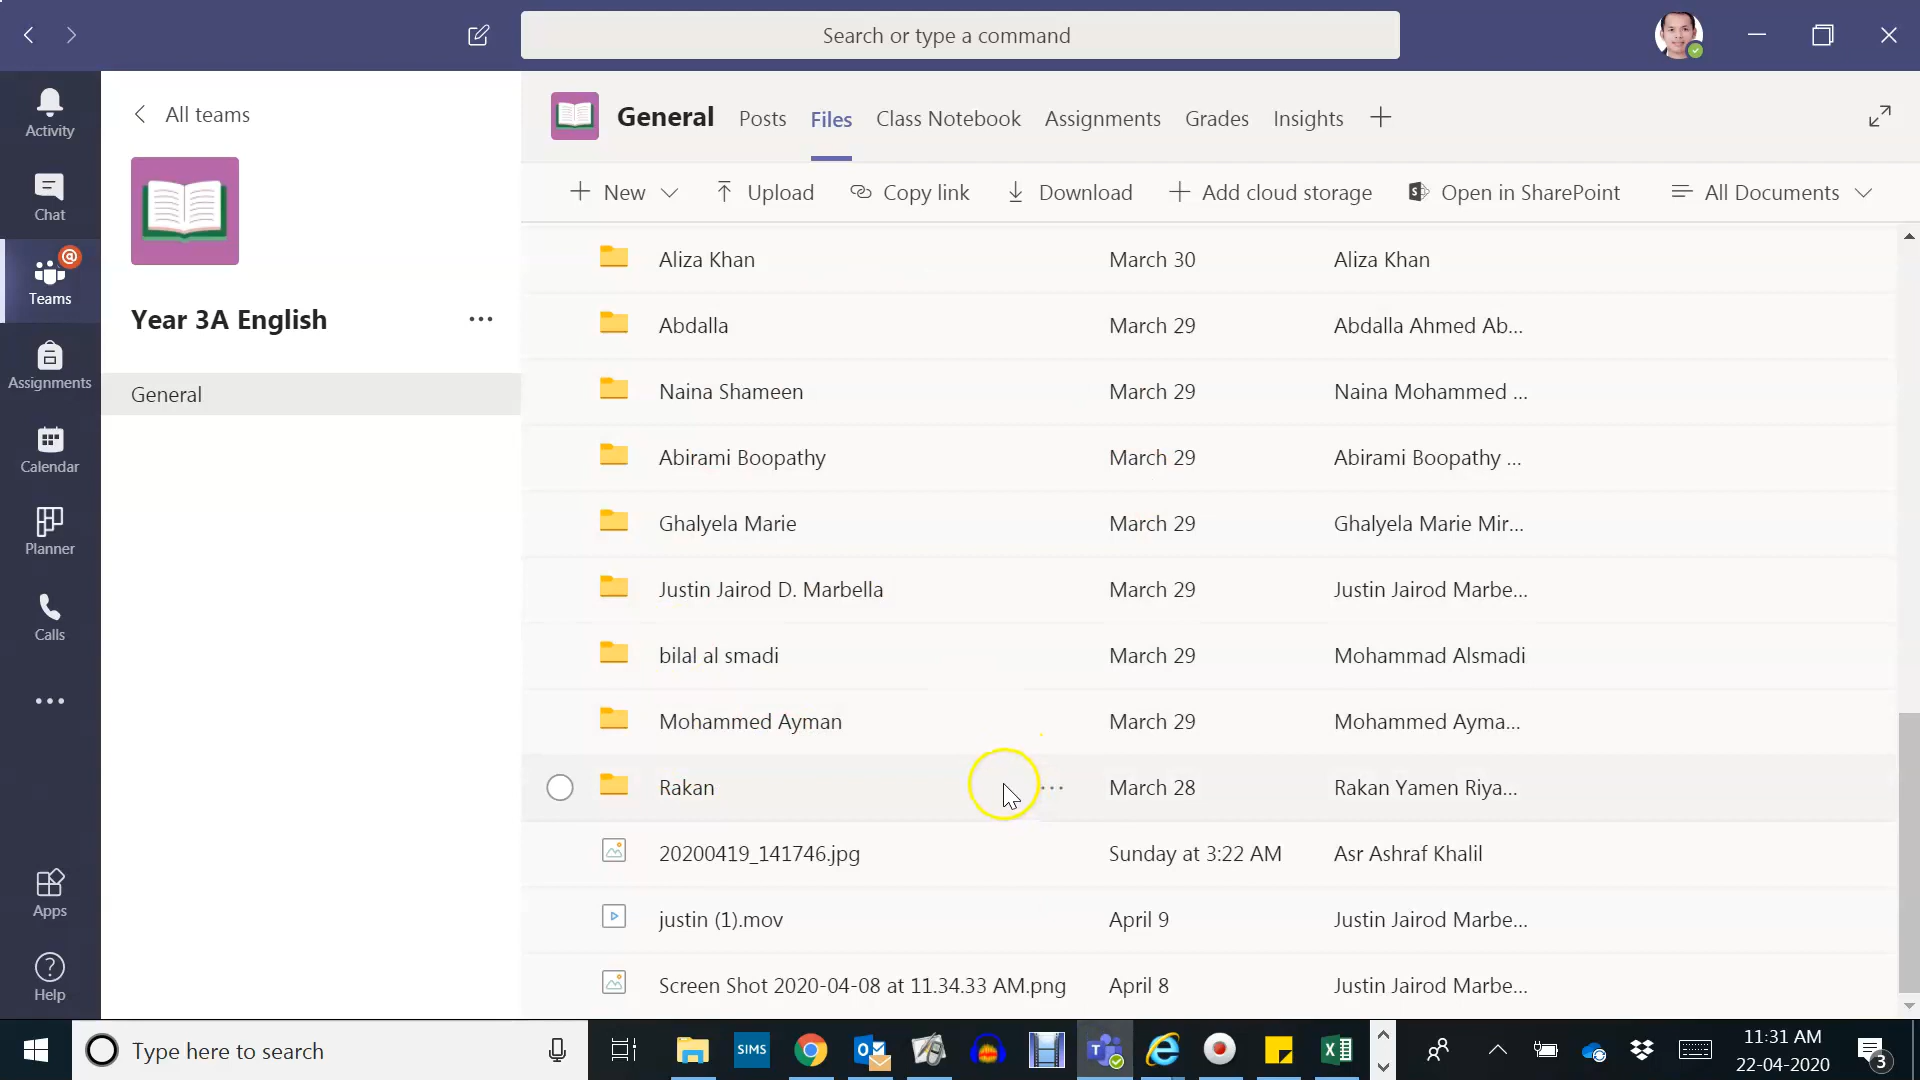 Search or type a command
Activity
Chat
@
Teams
Assignments
Calendar
Planner
Calls
Apps
Help
All teams
Year 3A English
General
General Posts Files Class Notebook Assignments Grades Insights
New Upload Copy link Download Add cloud storage Open in SharePoint All Documents
Aliza Khan March 30 Aliza Khan
Abdalla March 29 Abdalla Ahmed Ab...
Naina Shameen March 29 Naina Mohammed ...
Abirami Boopathy March 29 Abirami Boopathy ...
Ghalyela Marie March 29 Ghalyela Marie Mir...
Justin Jairod D. Marbella March 29 Justin Jairod Marbe...
bilal al smadi March 29 Mohammad Alsmadi
Mohammed Ayman March 29 Mohammed Ayma...
Rakan ... March 28 Rakan Yamen Riya...
20200419_141746.jpg Sunday at 3:22 AM Asr Ashraf Khalil
justin (1).mov April 9 Justin Jairod Marbe...
Screen Shot 2020-04-08 at 11.34.33 AM.png April 8 Justin Jairod Marbe...
Type here to search
SIMS
11:31 AM
22-04-2020
3